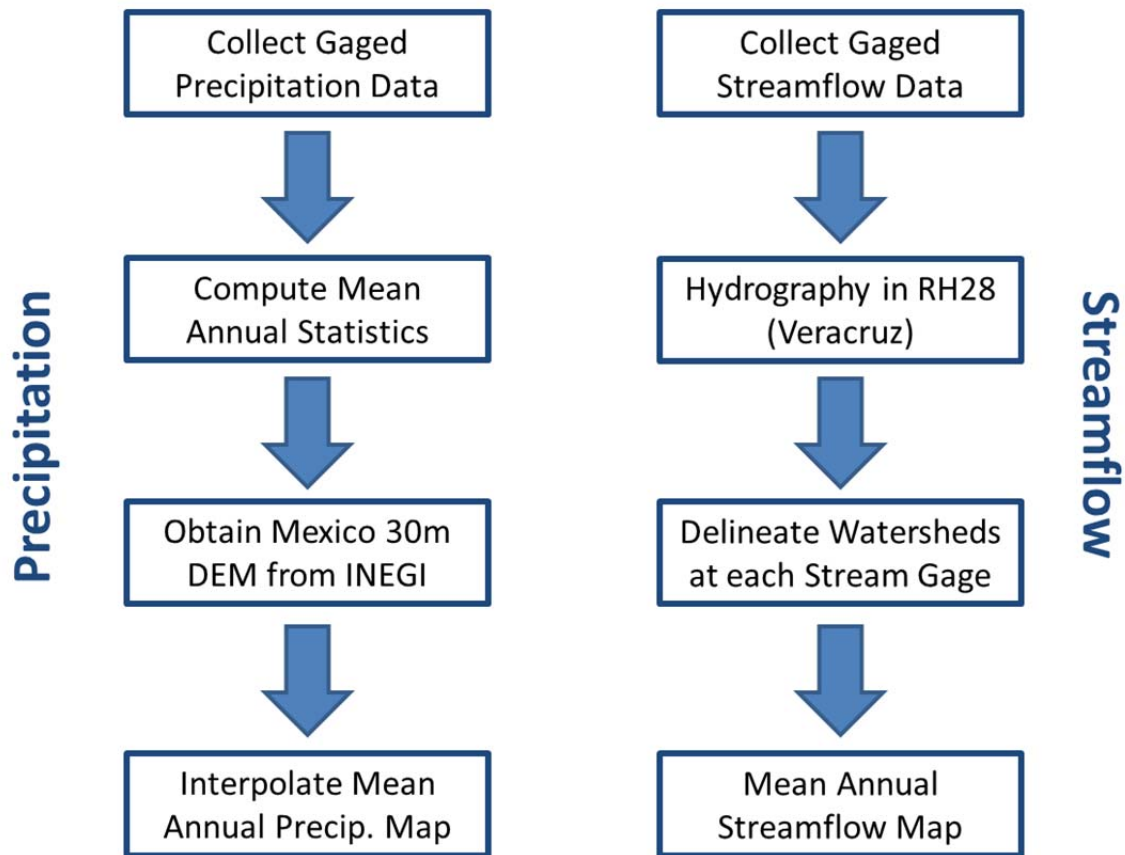 Precipitation
Collect Gaged
Precipitation Data
Compute Mean
Annual Statistics
Obtain Mexico 30m
DEM from INEGI
Interpolate Mean
Annual Precip. Map
Collect Gaged
Streamflow Data
Hydrography in RH28
(Veracruz)
Delineate Watersheds
at each Stream Gage
Mean Annual
Streamflow Map
Streamflow